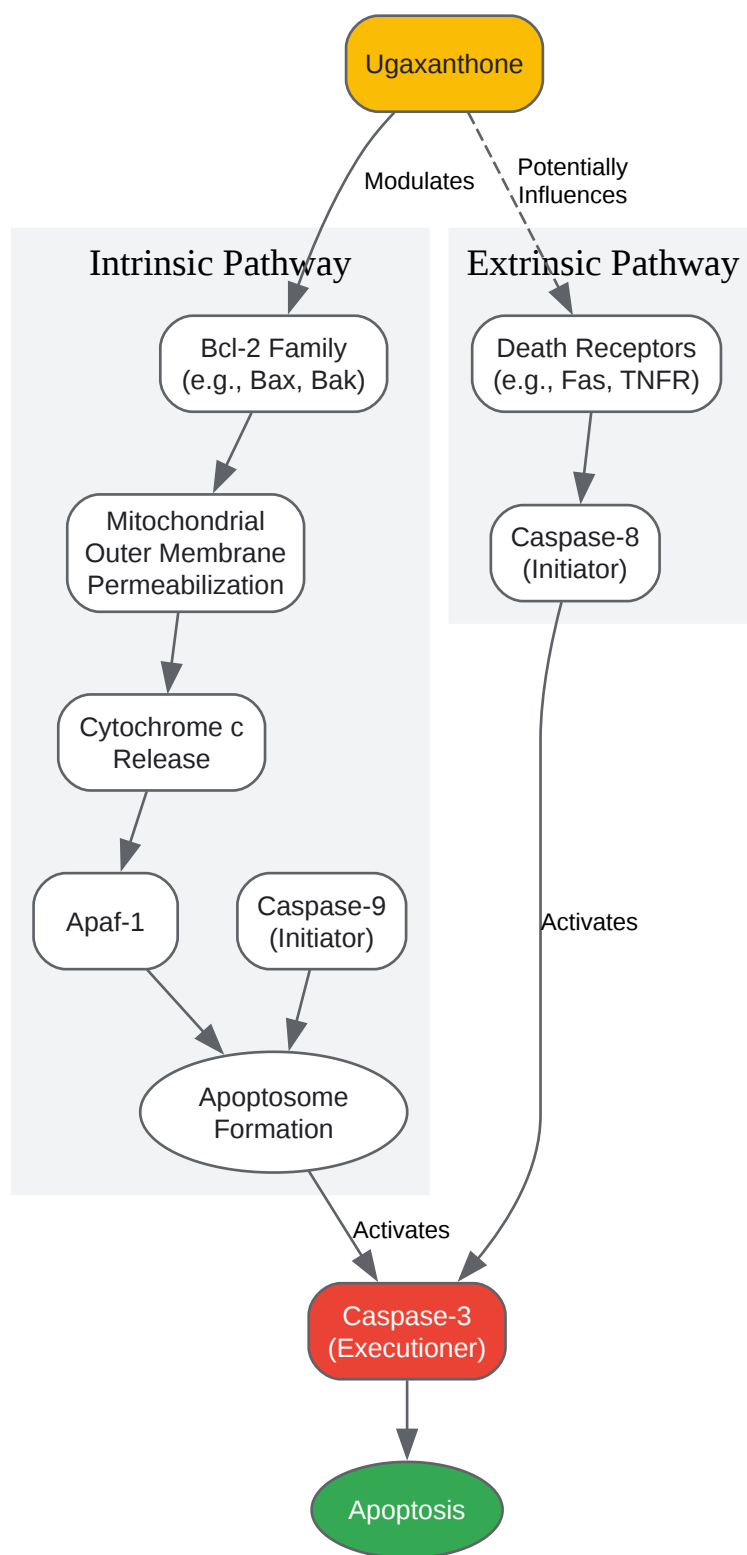 Ugaxanthone
Modulates
Potentially
Influences
Intrinsic Pathway
Extrinsic Pathway
Bcl-2 Family
(e.g., Bax, Bak)
Death Receptors
(e.g., Fas, TNFR)
Mitochondrial
Outer Membrane
Permeabilization
Caspase-8
(Initiator)
Cytochrome c
Release
Apaf-1
Caspase-9
(Initiator)
Activates
Apoptosome
Formation
Activates
Caspase-3
(Executioner)
Apoptosis